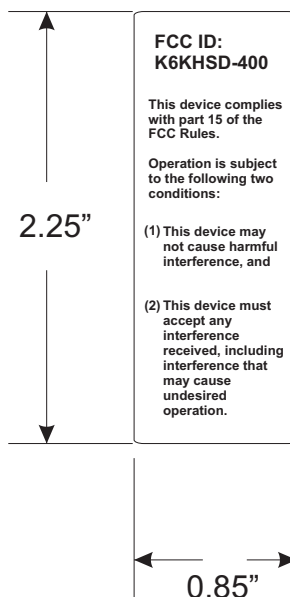 FCC ID:
K6KHSD-400
This device complies
with part 15 of the
FCC Rules.
Operation is subject
to the following two
conditions:
(1) This device may
not cause harmful
interference, and
(2) This device must
accept any
interference
received, including
interference that
may cause
undesired
operation.
2.25”
0.85”